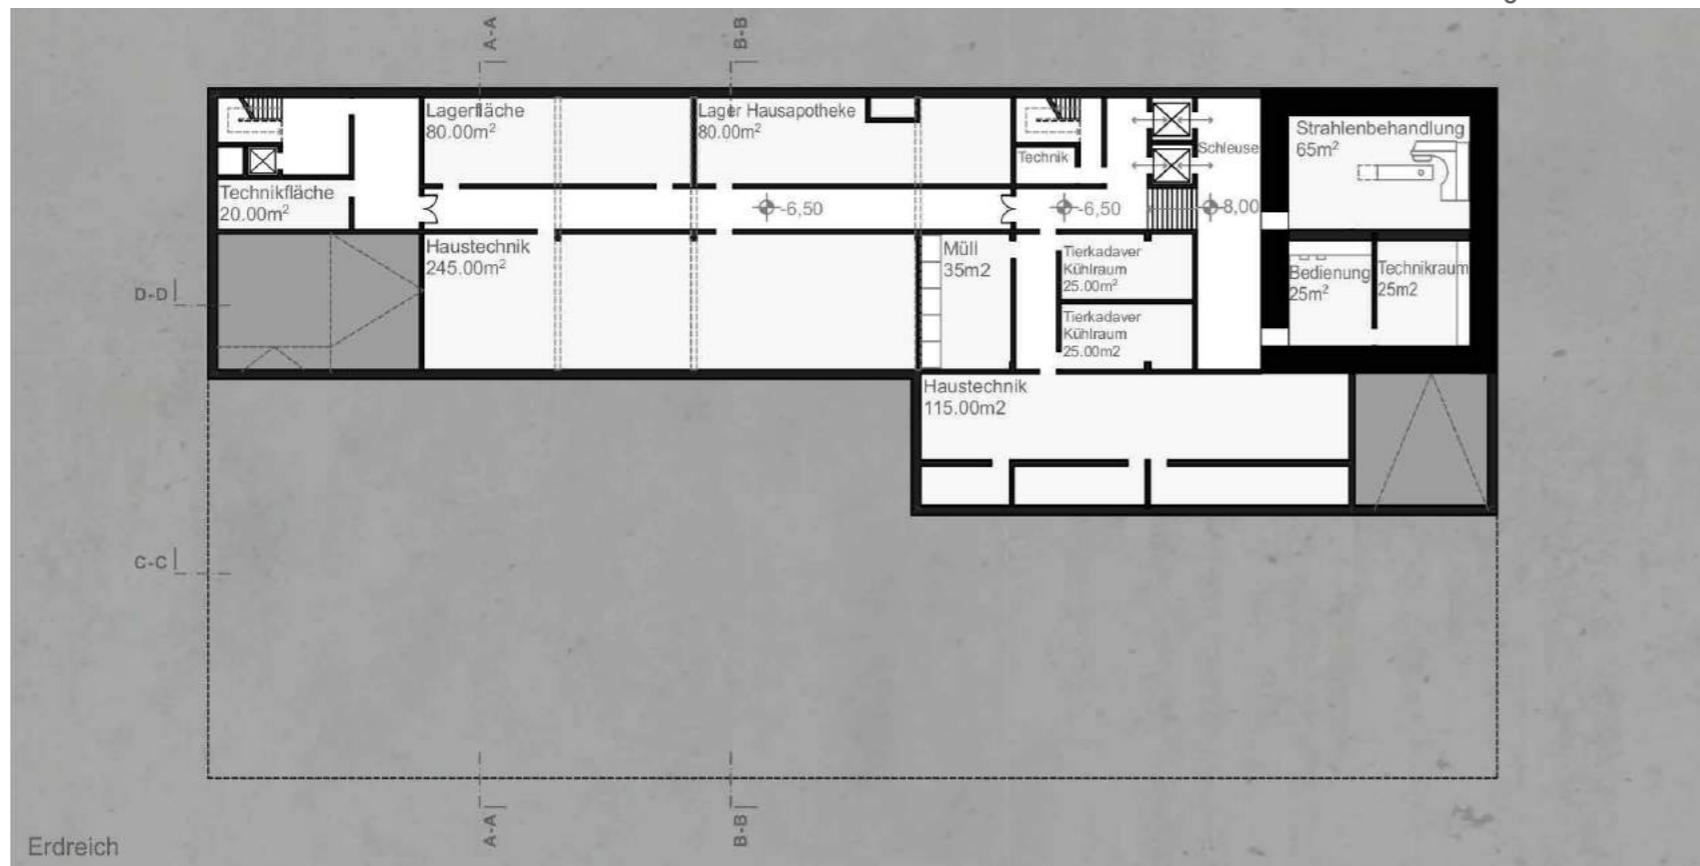 A-A
B-B
Lagerfläche
80.00m²
Lager Hausapotheke
80.00m²
Technik
Schleuse
Strahlenbehandlung
65m²
Technikfläche
20.00m²
-6,50
-6,50
-8,00
Haustechnik
245.00m²
Müll
35m2
Tierkadaver
Kühlraum
25.00m²
Bedienung
25m²
Technikraum
25m2
D-D
Tierkadaver
Kühlraum
25.00m2
Haustechnik
115.00m2
C-C
A-A
B-B
Erdreich